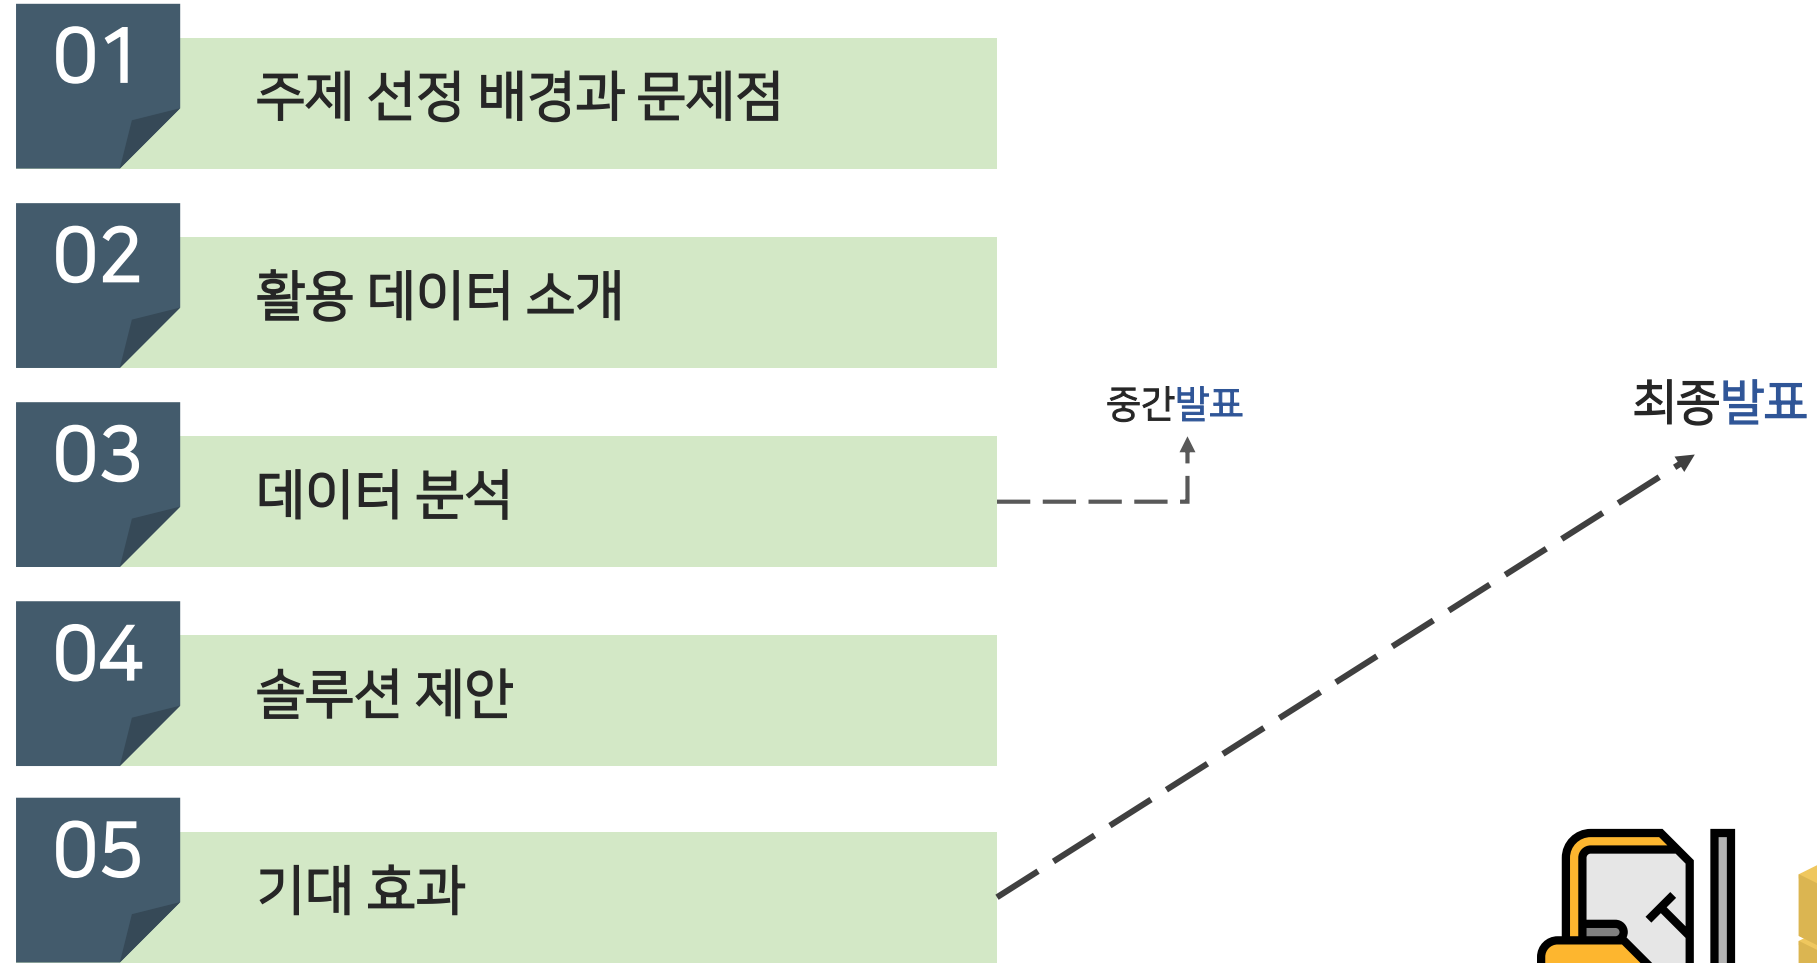 01
주제 선정 배경과 문제점
02
활용 데이터 소개
중간발표
최종발표
03
데이터 분석
04
솔루션 제안
05
기대 효과